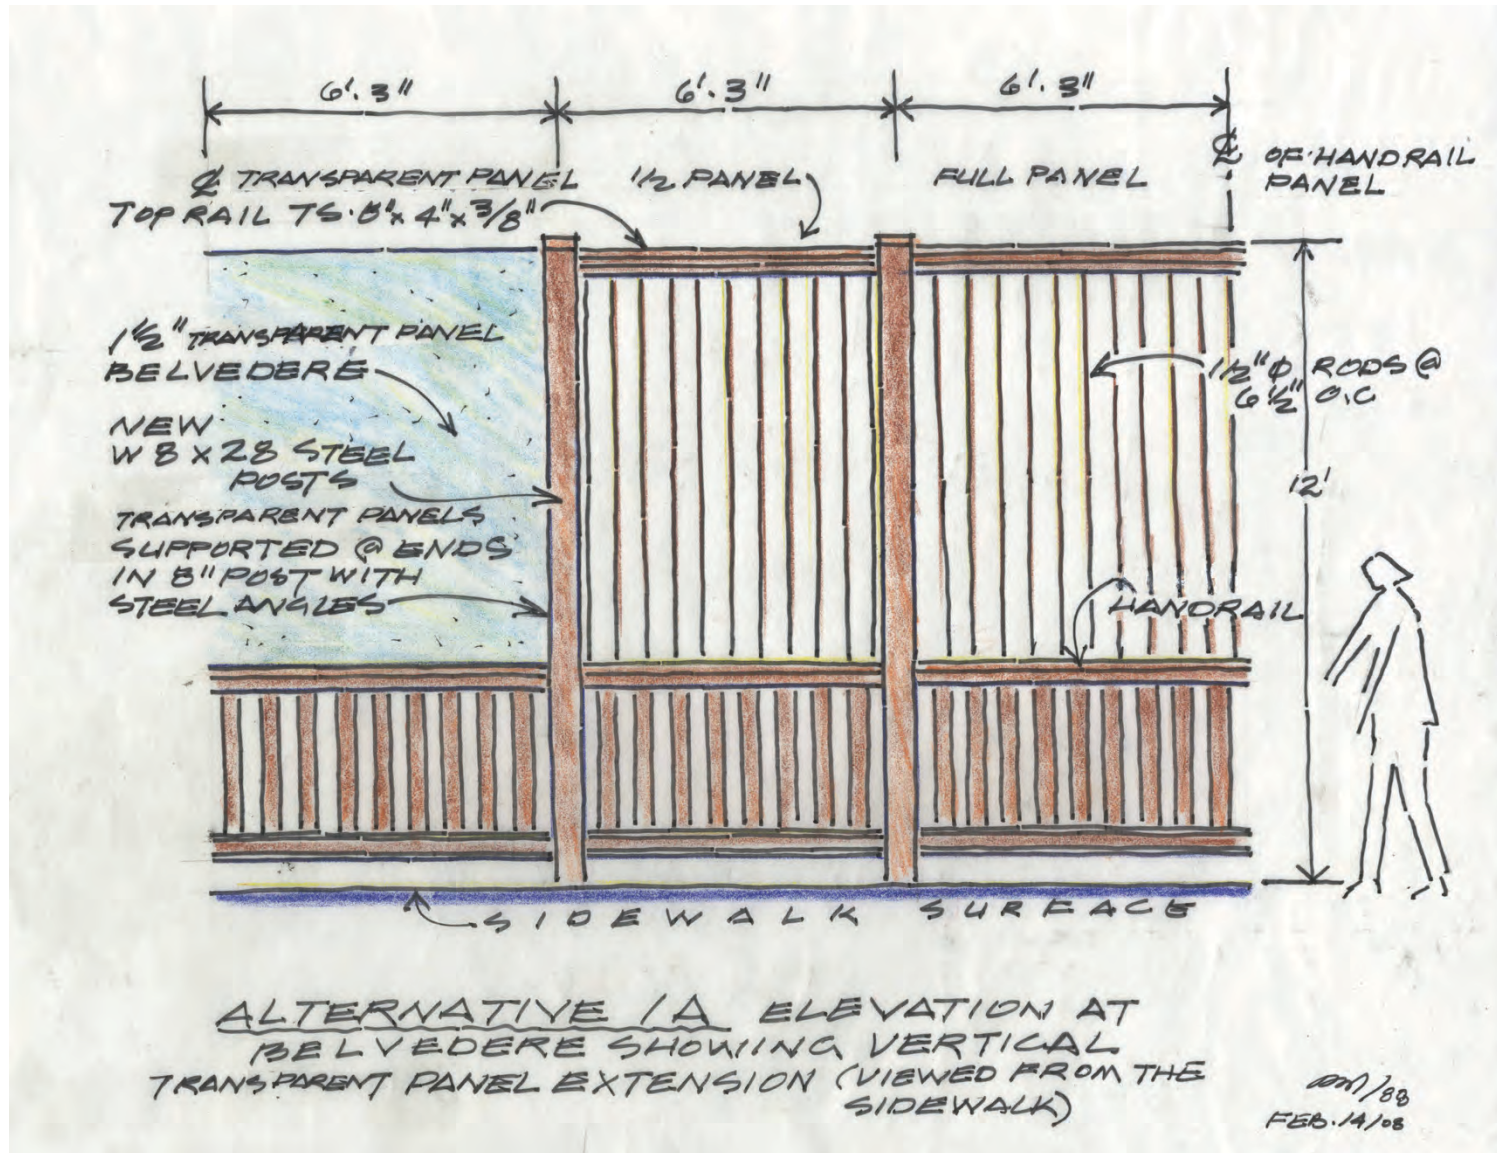 6'.3" 6'.3" 6'.3"
℄ TRANSPARENT PANEL
1/2 PANEL
FULL PANEL
℄ OF HANDRAIL
PANEL
TOP RAIL TS. 8" x 4" x 3/8"
1 1/2" TRANSPARENT PANEL
BELVEDERE
NEW
W 8 X 28 STEEL
POSTS
TRANSPARENT PANELS
SUPPORTED @ ENDS
IN 8" POST WITH
STEEL ANGLES
1 1/2" Φ RODS @
6 1/2" O.C
12'
HANDRAIL
SIDEWALK SURFACE
ALTERNATIVE 1A ELEVATION AT
BELVEDERE SHOWING VERTICAL
TRANSPARENT PANEL EXTENSION (VIEWED FROM THE
SIDEWALK)
FEB.14/08